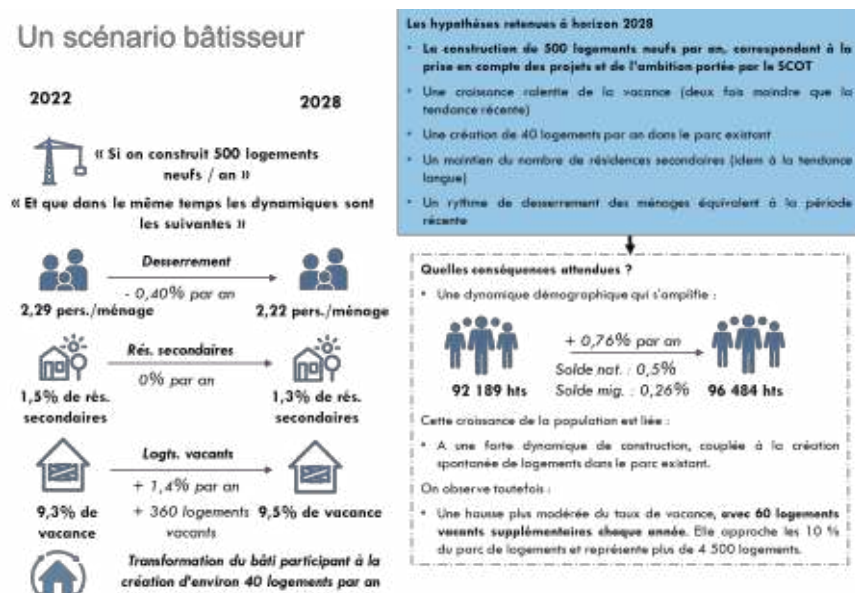 Un scénario bâtisseur
2022
2028
« Si on construit 500 logements
neufs / an »
« Et que dans le même temps les dynamiques sont
les suivantes »
Desserrement
- 0,40% par an
2,29 pers./ménage
2,22 pers./ménage
Rés. secondaires
0% par an
1,5% de rés.
secondaires
1,3% de rés.
secondaires
Logts. vacants
+ 1,4% par an
+ 360 logements
vacants
9,3% de
vacance
9,5% de vacance
Transformation du bâti participant à la
création d'environ 40 logements par an
Les hypothèses retenues à horizon 2028
• La construction de 500 logements neufs par an, correspondant à la
prise en compte des projets et de l'ambition portée par le SCOT
• Une croissance ralentie de la vacance (deux fois moindre que la
tendance récente)
• Une création de 40 logements par an dans le parc existant
• Un maintien du nombre de résidences secondaires (idem à la tendance
longue)
• Un rythme de desserrement des ménages équivalent à la période
récente
Quelles conséquences attendues ?
• Une dynamique démographique qui s'amplifie :
+ 0,76% par an
Solde nat. : 0,5%
Solde mig. : 0,26%
92 189 hts
96 484 hts
Cette croissance de la population est liée :
• A une forte dynamique de construction, couplée à la création
spontanée de logements dans le parc existant.
On observe toutefois :
• Une hausse plus modérée du taux de vacance, avec 60 logements
vacants supplémentaires chaque année. Elle approche les 10 %
du parc de logements et représente plus de 4 500 logements.